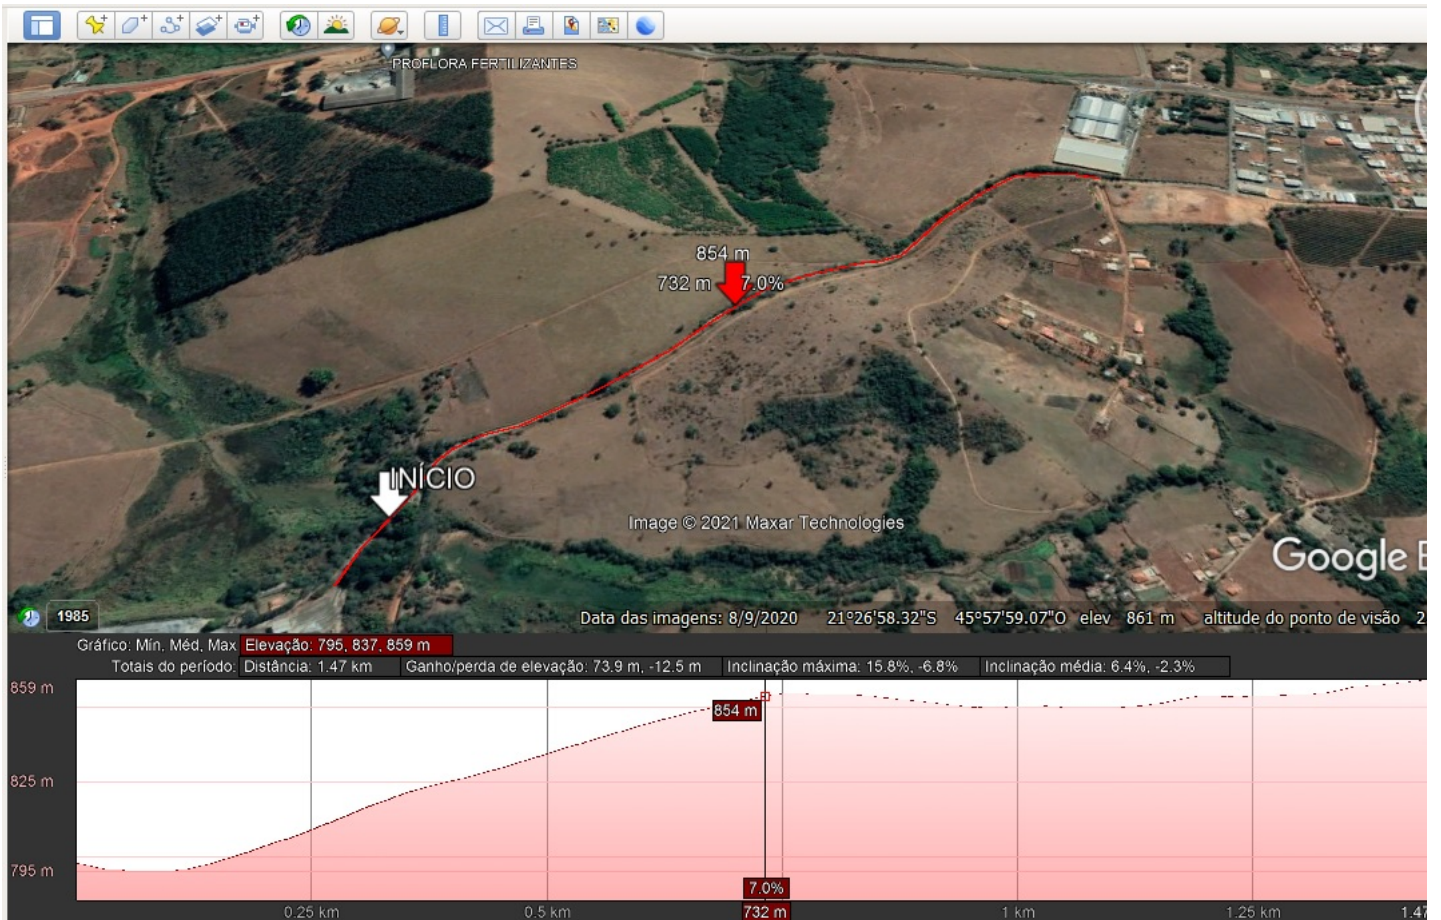 PROFLORA FERTILIZANTES
854 m
732 m 7.0%
INÍCIO
Image © 2021 Maxar Technologies
Google E
1985
Data das imagens: 8/9/2020 21°26'58.32"S 45°57'59.07"O elev 861 m altitude do ponto de visão 2
Gráfico: Mín, Méd, Max Elevação: 795, 837, 859 m
Totais do período: Distância: 1.47 km Ganho/perda de elevação: 73.9 m, -12.5 m Inclinação máxima: 15.8%, -6.8% Inclinação média: 6.4%, -2.3%
859 m
854 m
825 m
795 m
7.0%
0.25 km 0.5 km 732 m 1 km 1.25 km 1.47